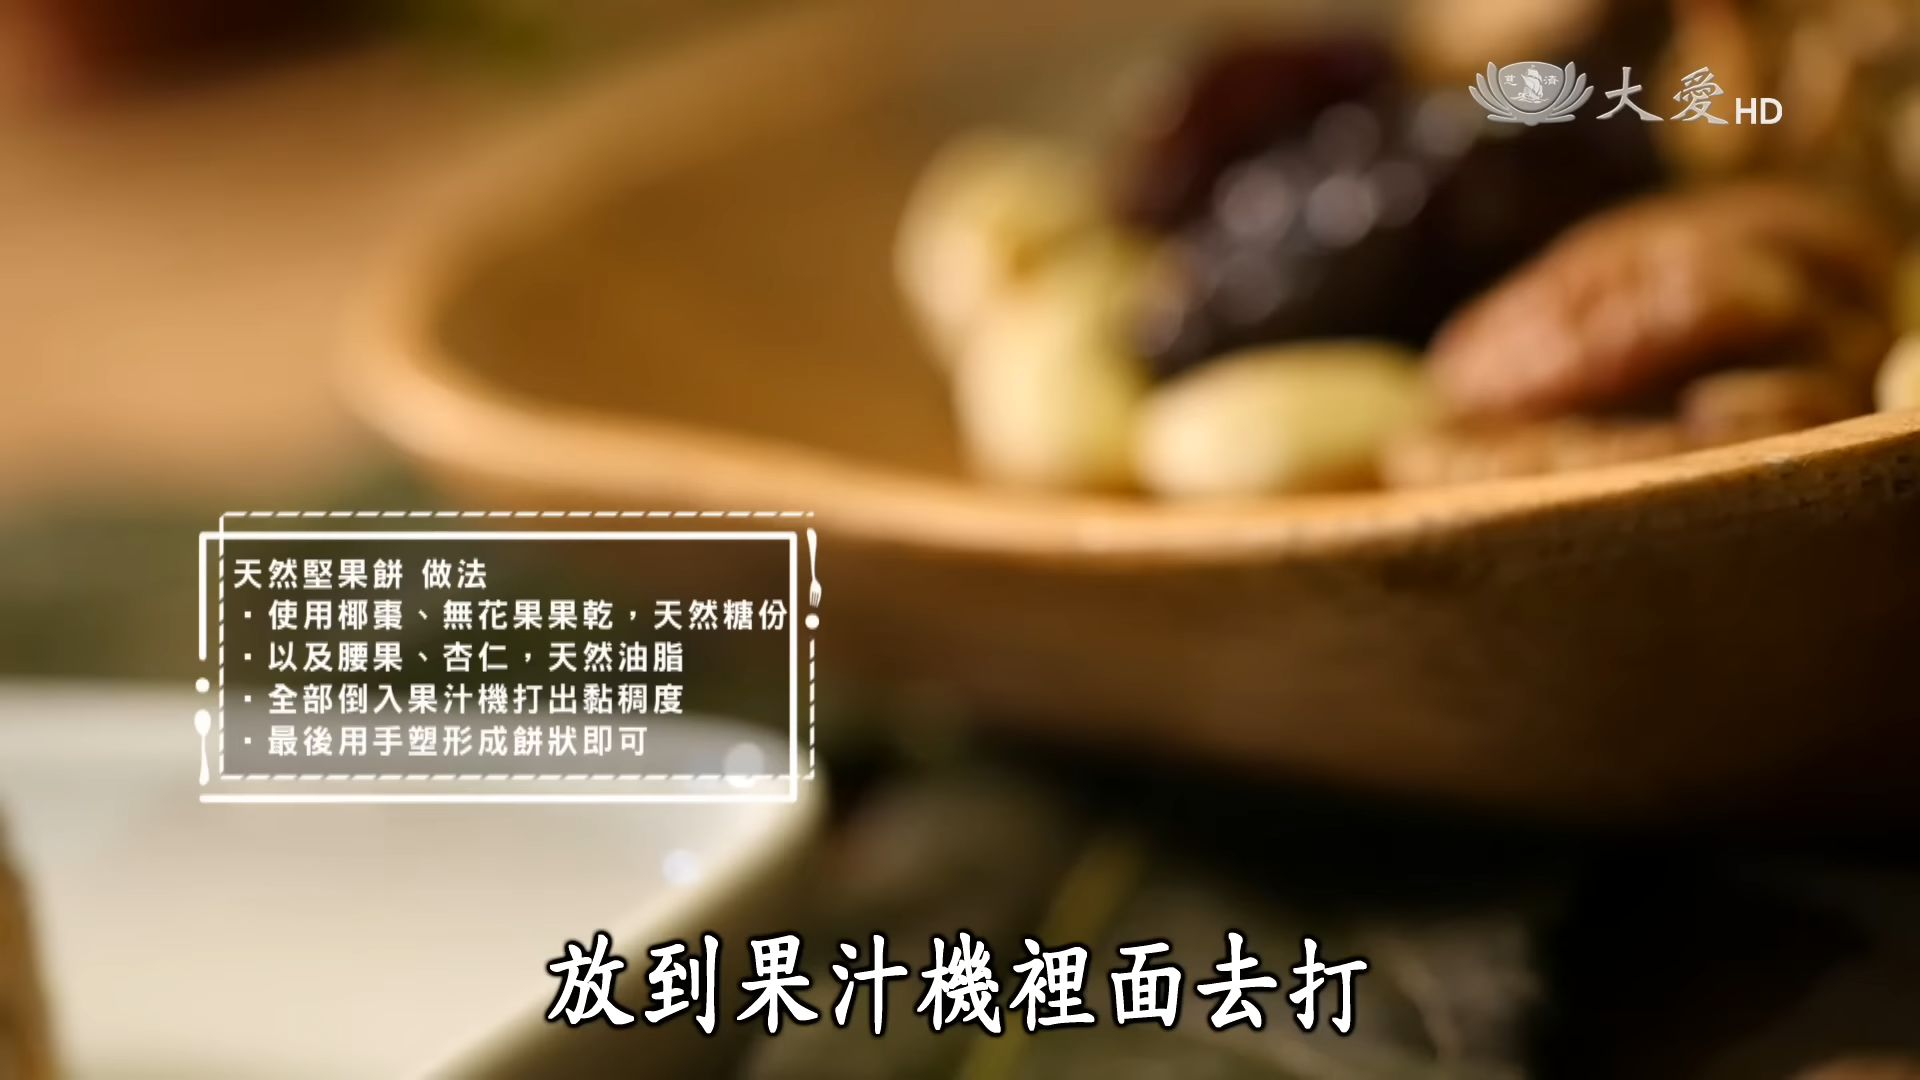 大愛HD
天然堅果餅 做法
·使用椰棗、無花果果乾，天然糖份
·以及腰果、杏仁，天然油脂
·全部倒入果汁機打出黏稠度
·最後用手塑形成餅狀即可
放到果汁機裡面去打